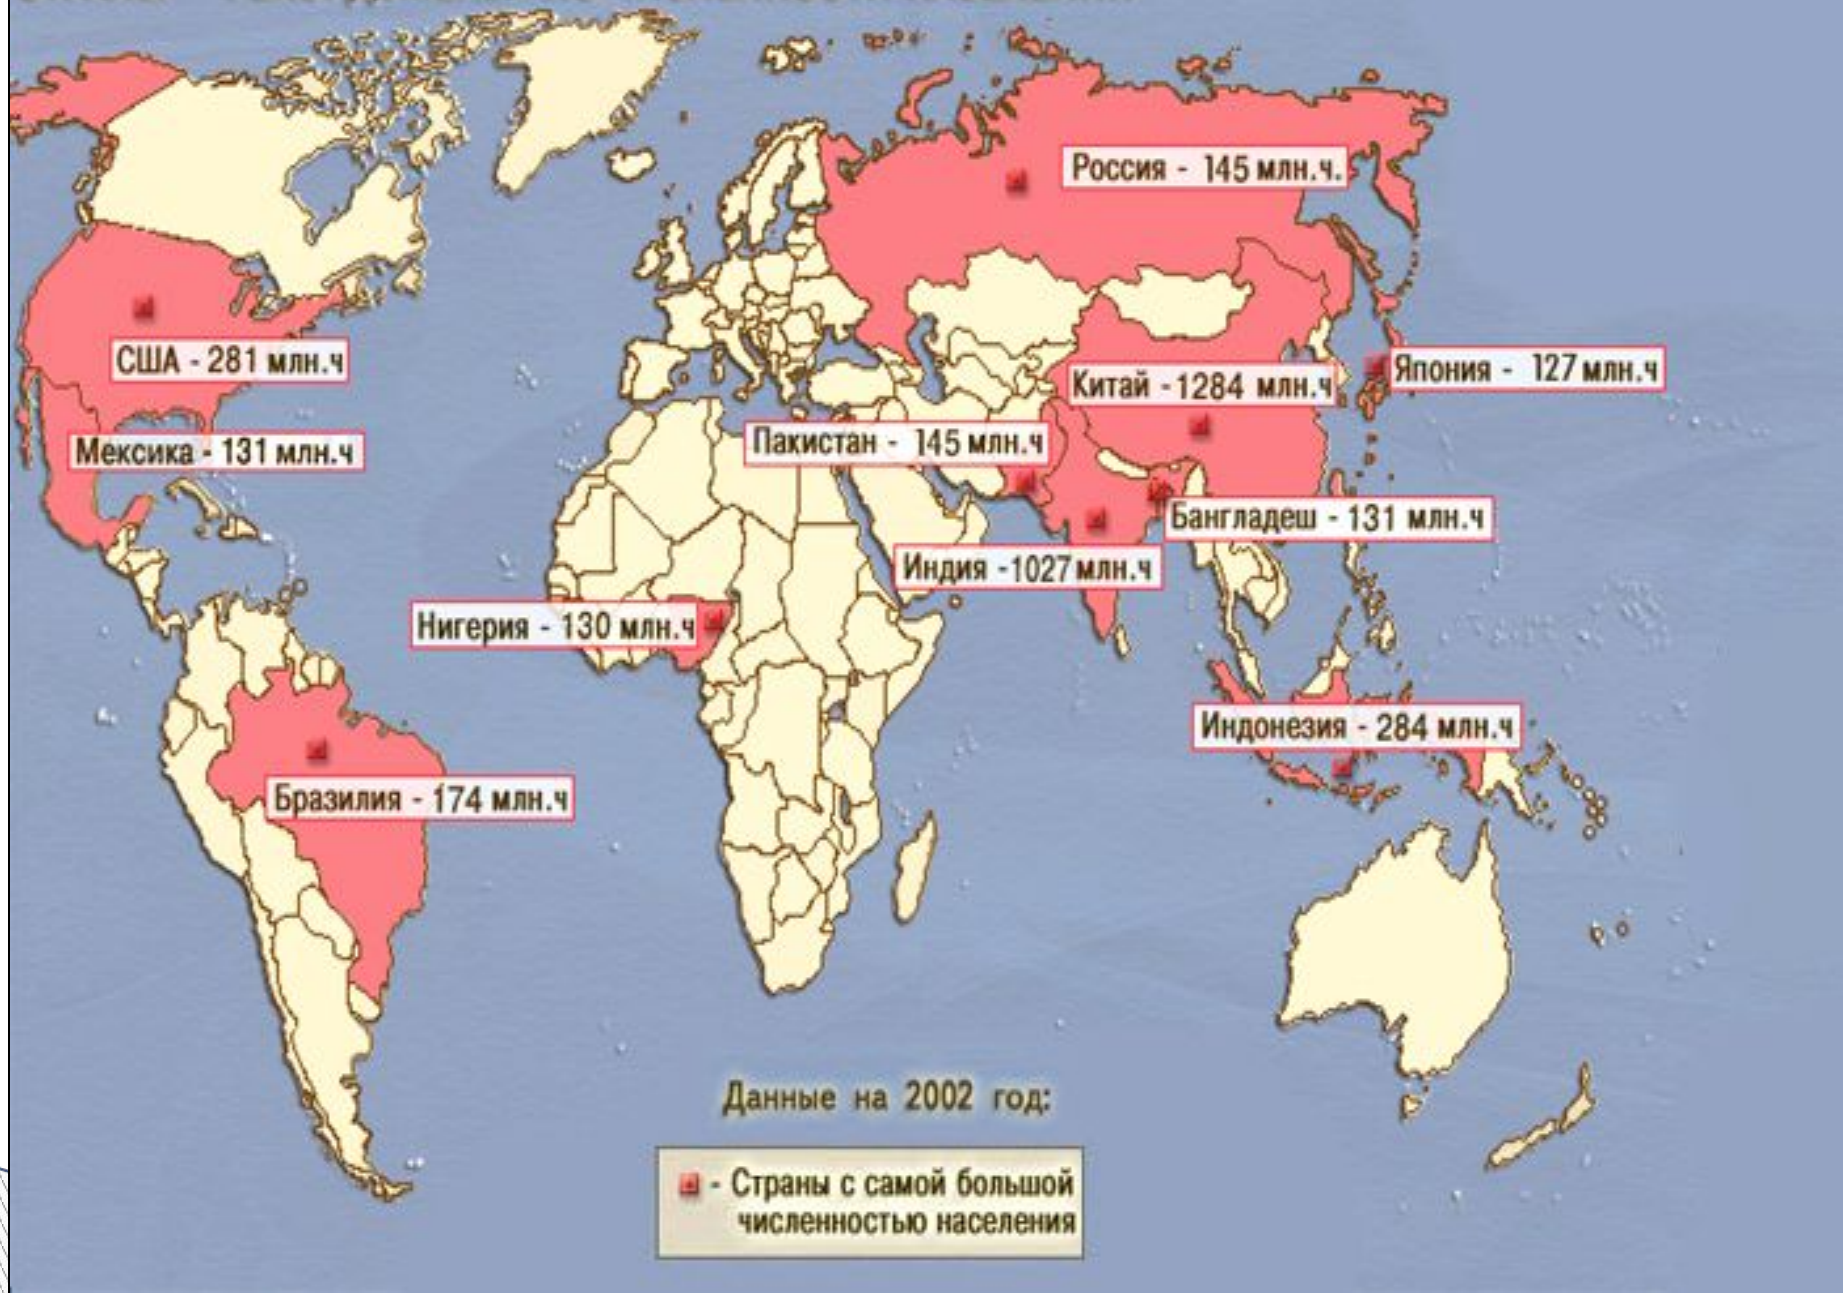 Россия - 145 млн.ч.
США - 281 млн.ч
Япония - 127 млн.ч
Китай -1284 млн.ч
Мексика - 131 млн.ч
Пакистан - 145 млн.ч
Бангладеш - 131 млн.ч
Индия -1027 млн.ч
Нигерия - 130 млн.ч
Индонезия - 284 млн.ч
Бразилия - 174 млн.ч
Данные на 2002 год:
- Страны с самой большой
численностью населения